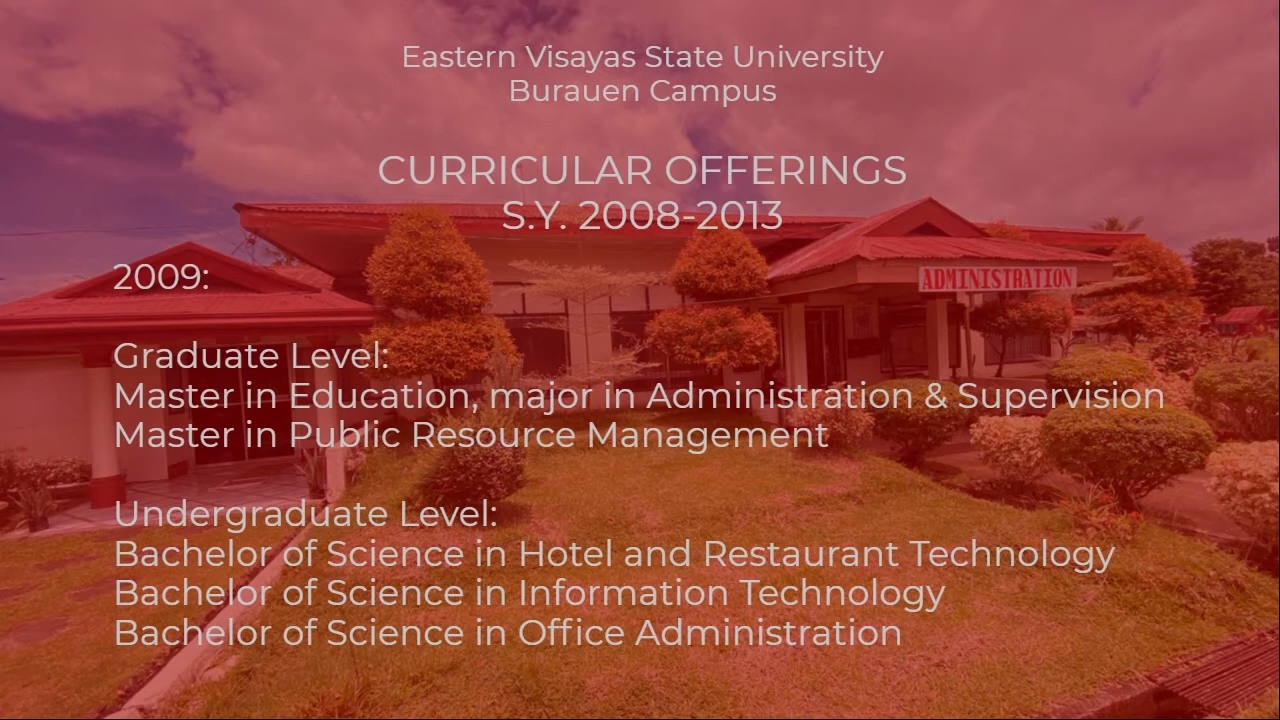 Eastern Visayas State University
Burauen Campus
CURRICULAR OFFERINGS
S.Y. 2008-2013
2009:
ADMINISTRATION
Graduate Level:
Master in Education, major in Administration & Supervision
Master in Public Resource Management
Undergraduate Level:
Bachelor of Science in Hotel and Restaurant Technology
Bachelor of Science in Information Technology
Bachelor of Science in Office Administration